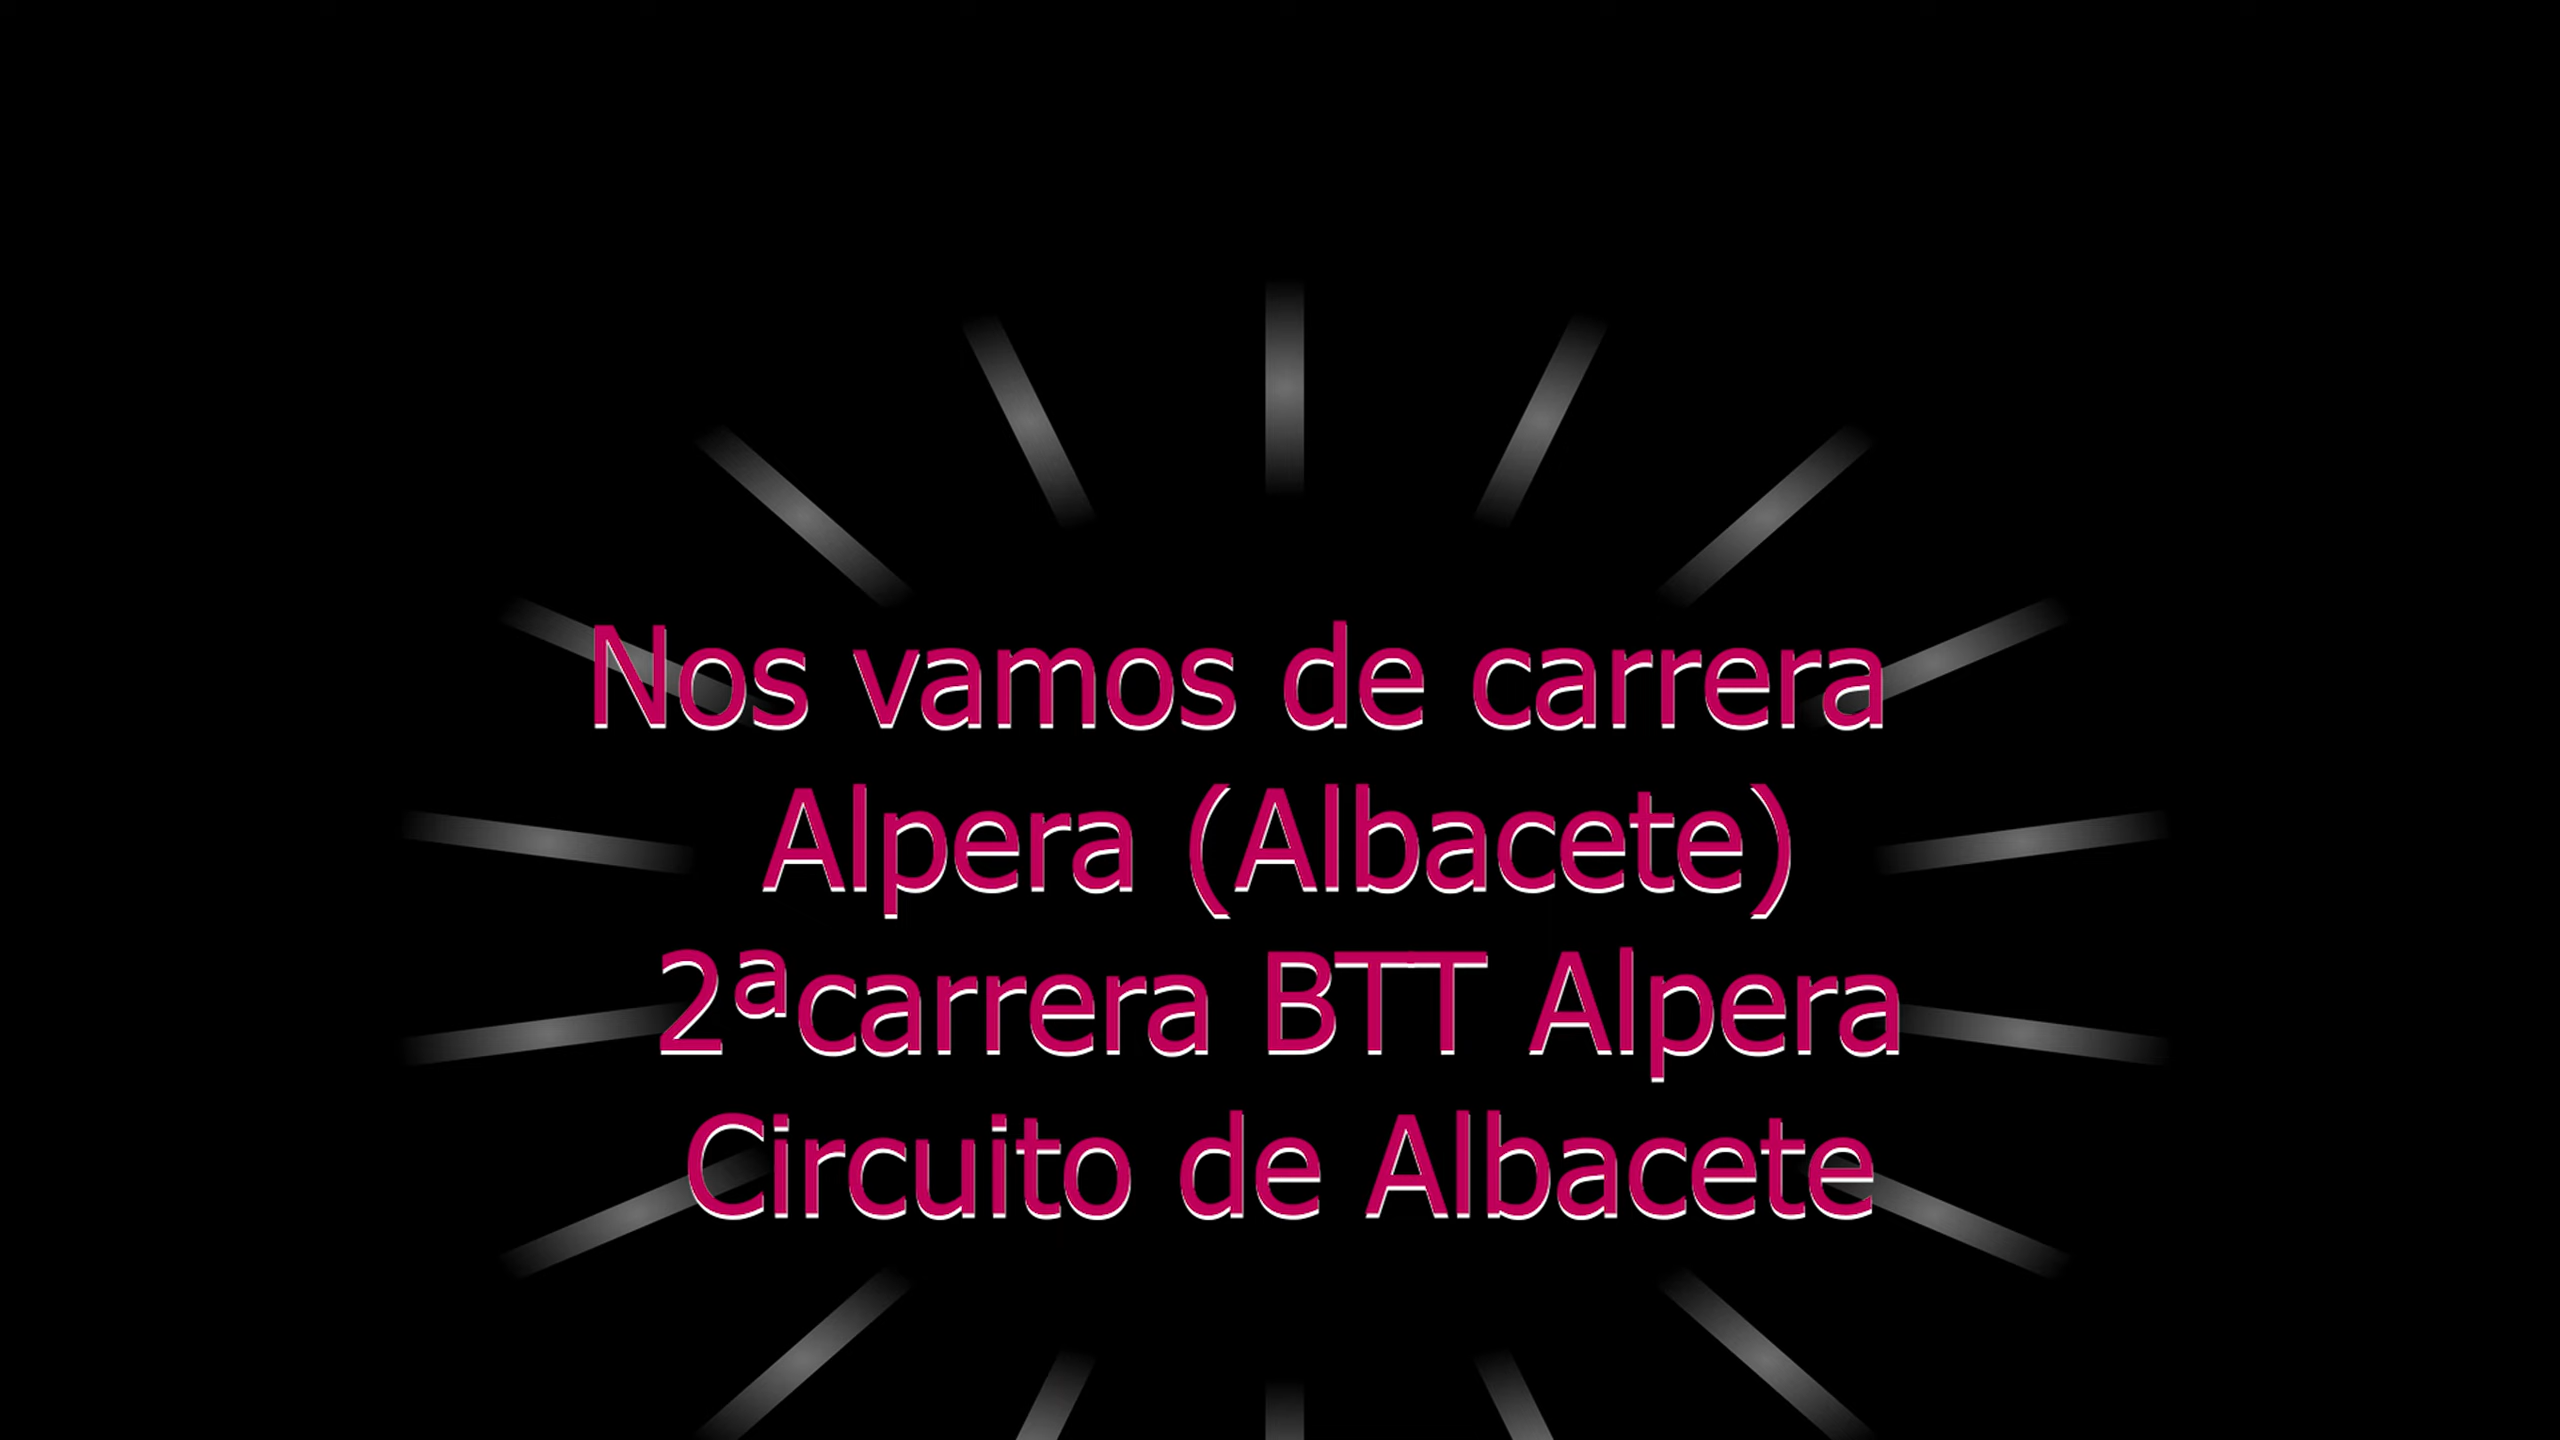 Nos vamos de carrera
Alpera (Albacete)
2ªcarrera BTT Alpera
Circuito de Albacete